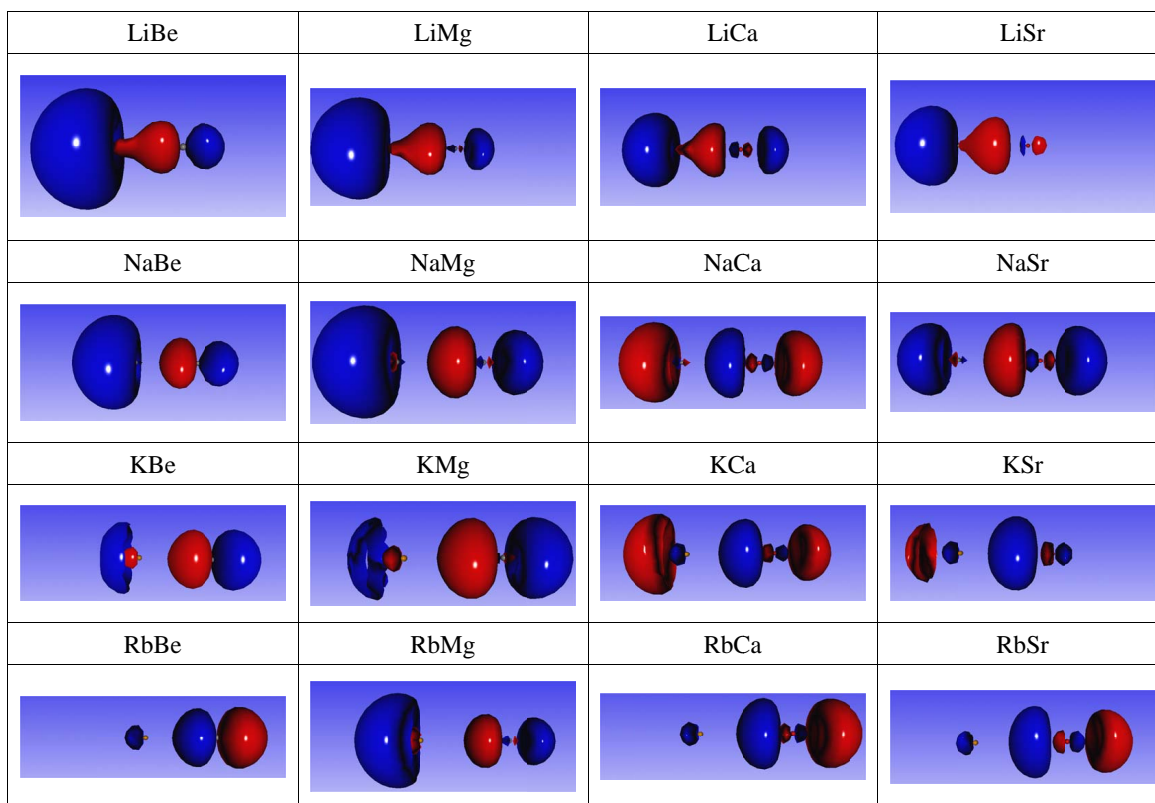 LiBe LiMg LiCa LiSr
NaBe NaMg NaCa NaSr
KBe KMg KCa KSr
RbBe RbMg RbCa RbSr